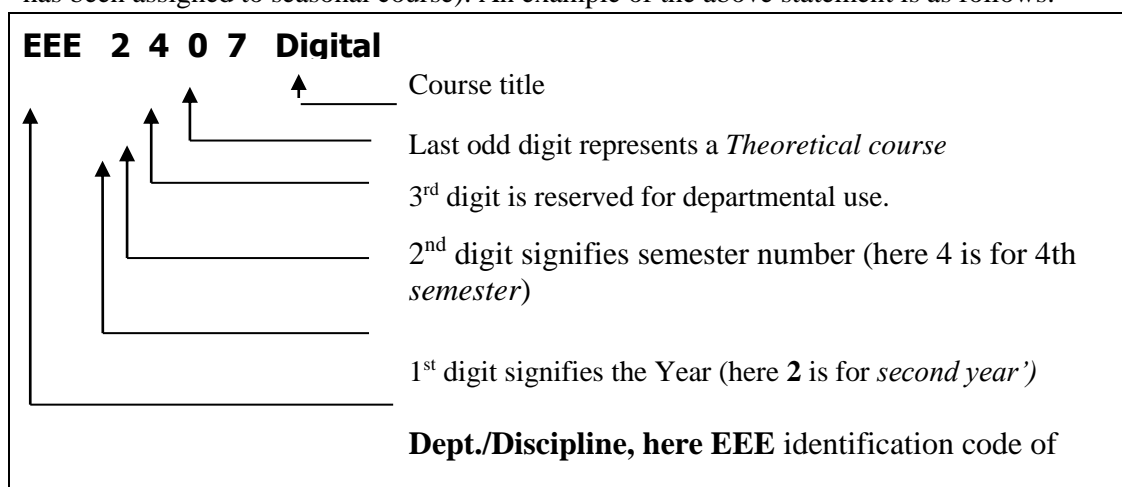 has been assigned to seasonal course). An example of the above statement is as follows:
EEE 2 4 0 7 Digital
Course title
Last odd digit represents a Theoretical course
3rd digit is reserved for departmental use.
2nd digit signifies semester number (here 4 is for 4th
semester)
1st digit signifies the Year (here 2 is for second year’)
Dept./Discipline, here EEE identification code of